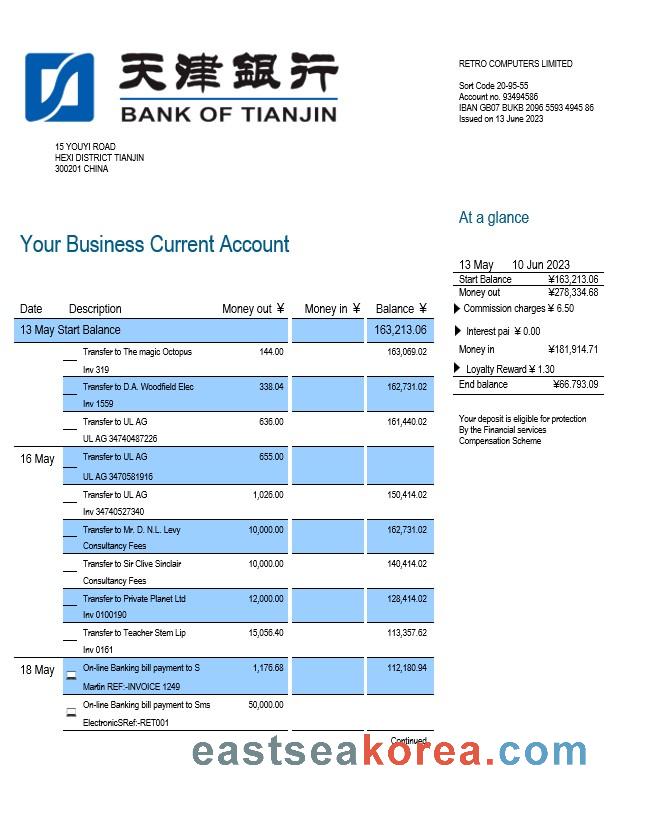 天津銀行
BANK OF TIANJIN
RETRO COMPUTERS LIMITED
Sort Code 20-95-55
Account no. 93494586
IBAN GB07 BUKB 2096 5593 4945 86
Issued on 13 June 2023
15 YOUYI ROAD
HEXI DISTRICT TIANJIN
300201 CHINA
At a glance
Your Business Current Account
13 May 10 Jun 2023
Start Balance ¥163,213.06
Money out ¥278,334.68
Commission charges ¥ 6.50
Interest pai ¥ 0.00
Money in ¥181,914.71
Loyalty Reward ¥ 1.30
End balance ¥66.793.09
Your deposit is eligible for protection
By the Financial services
Compensation Scheme
Date Description Money out ¥ Money in ¥ Balance ¥
13 May Start Balance 163,213.06
Transfer to The magic Octopus 144.00 163,069.02
Inv 319
Transfer to D.A. Woodfield Elec 338.04 162,731.02
Inv 1559
Transfer to UL AG 636.00 161,440.02
UL AG 34740487226
16 May Transfer to UL AG 655.00
UL AG 3470581916
Transfer to UL AG 1,026.00 150,414.02
Inv 34740527340
Transfer to Mr. D. N.L. Levy 10,000.00 162,731.02
Consultancy Fees
Transfer to Sir Clive Sinclair 10,000.00 140,414.02
Consultancy Fees
Transfer to Private Planet Ltd 12,000.00 128,414.02
Inv 0100190
Transfer to Teacher Stem Lip 15,056.40 113,357.62
Inv 0161
18 May On-line Banking bill payment to S 1,176.68 112,180.94
Martin REF:-INVOICE 1249
On-line Banking bill payment to Sms 50,000.00
ElectronicSRef:-RET001
Continued
eastseakorea.com